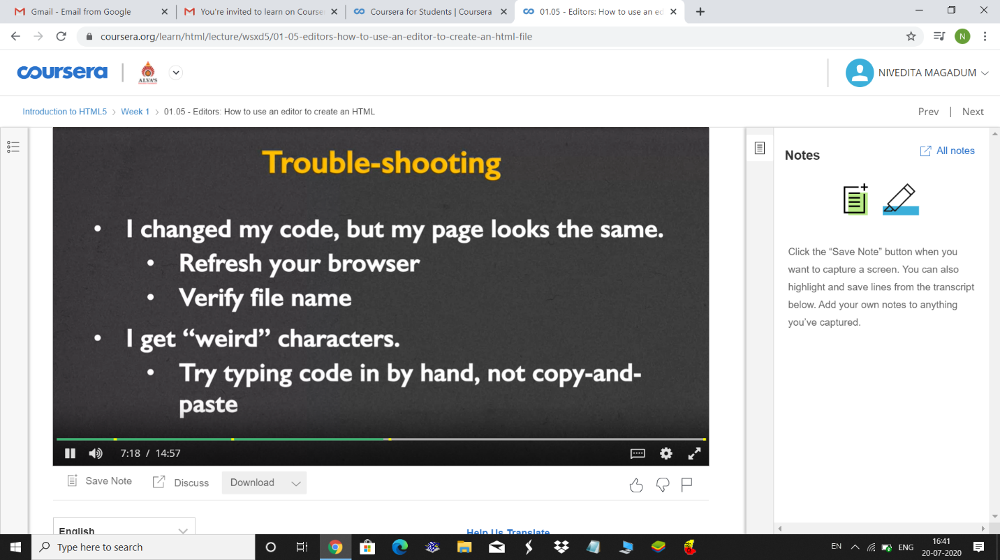 Gmail - Email from Google
You're invited to learn on Course
Coursera for Students | Coursera
01.05 - Editors: How to use an ed
coursera.org/learn/html/lecture/wsxd5/01-05-editors-how-to-use-an-editor-to-create-an-html-file
N
coursera
ALVA'S
NIVEDITA MAGADUM
Introduction to HTML5 > Week 1 > 01.05 - Editors: How to use an editor to create an HTML
Prev | Next
Trouble-shooting
• I changed my code, but my page looks the same.
• Refresh your browser
• Verify file name
• I get “weird” characters.
• Try typing code in by hand, not copy-and-
paste
7:18 / 14:57
Save Note
Discuss
Download
English
Help Us Translate
Notes
All notes
Click the “Save Note” button when you
want to capture a screen. You can also
highlight and save lines from the transcript
below. Add your own notes to anything
you’ve captured.
Type here to search
EN
ENG
16:41
20-07-2020